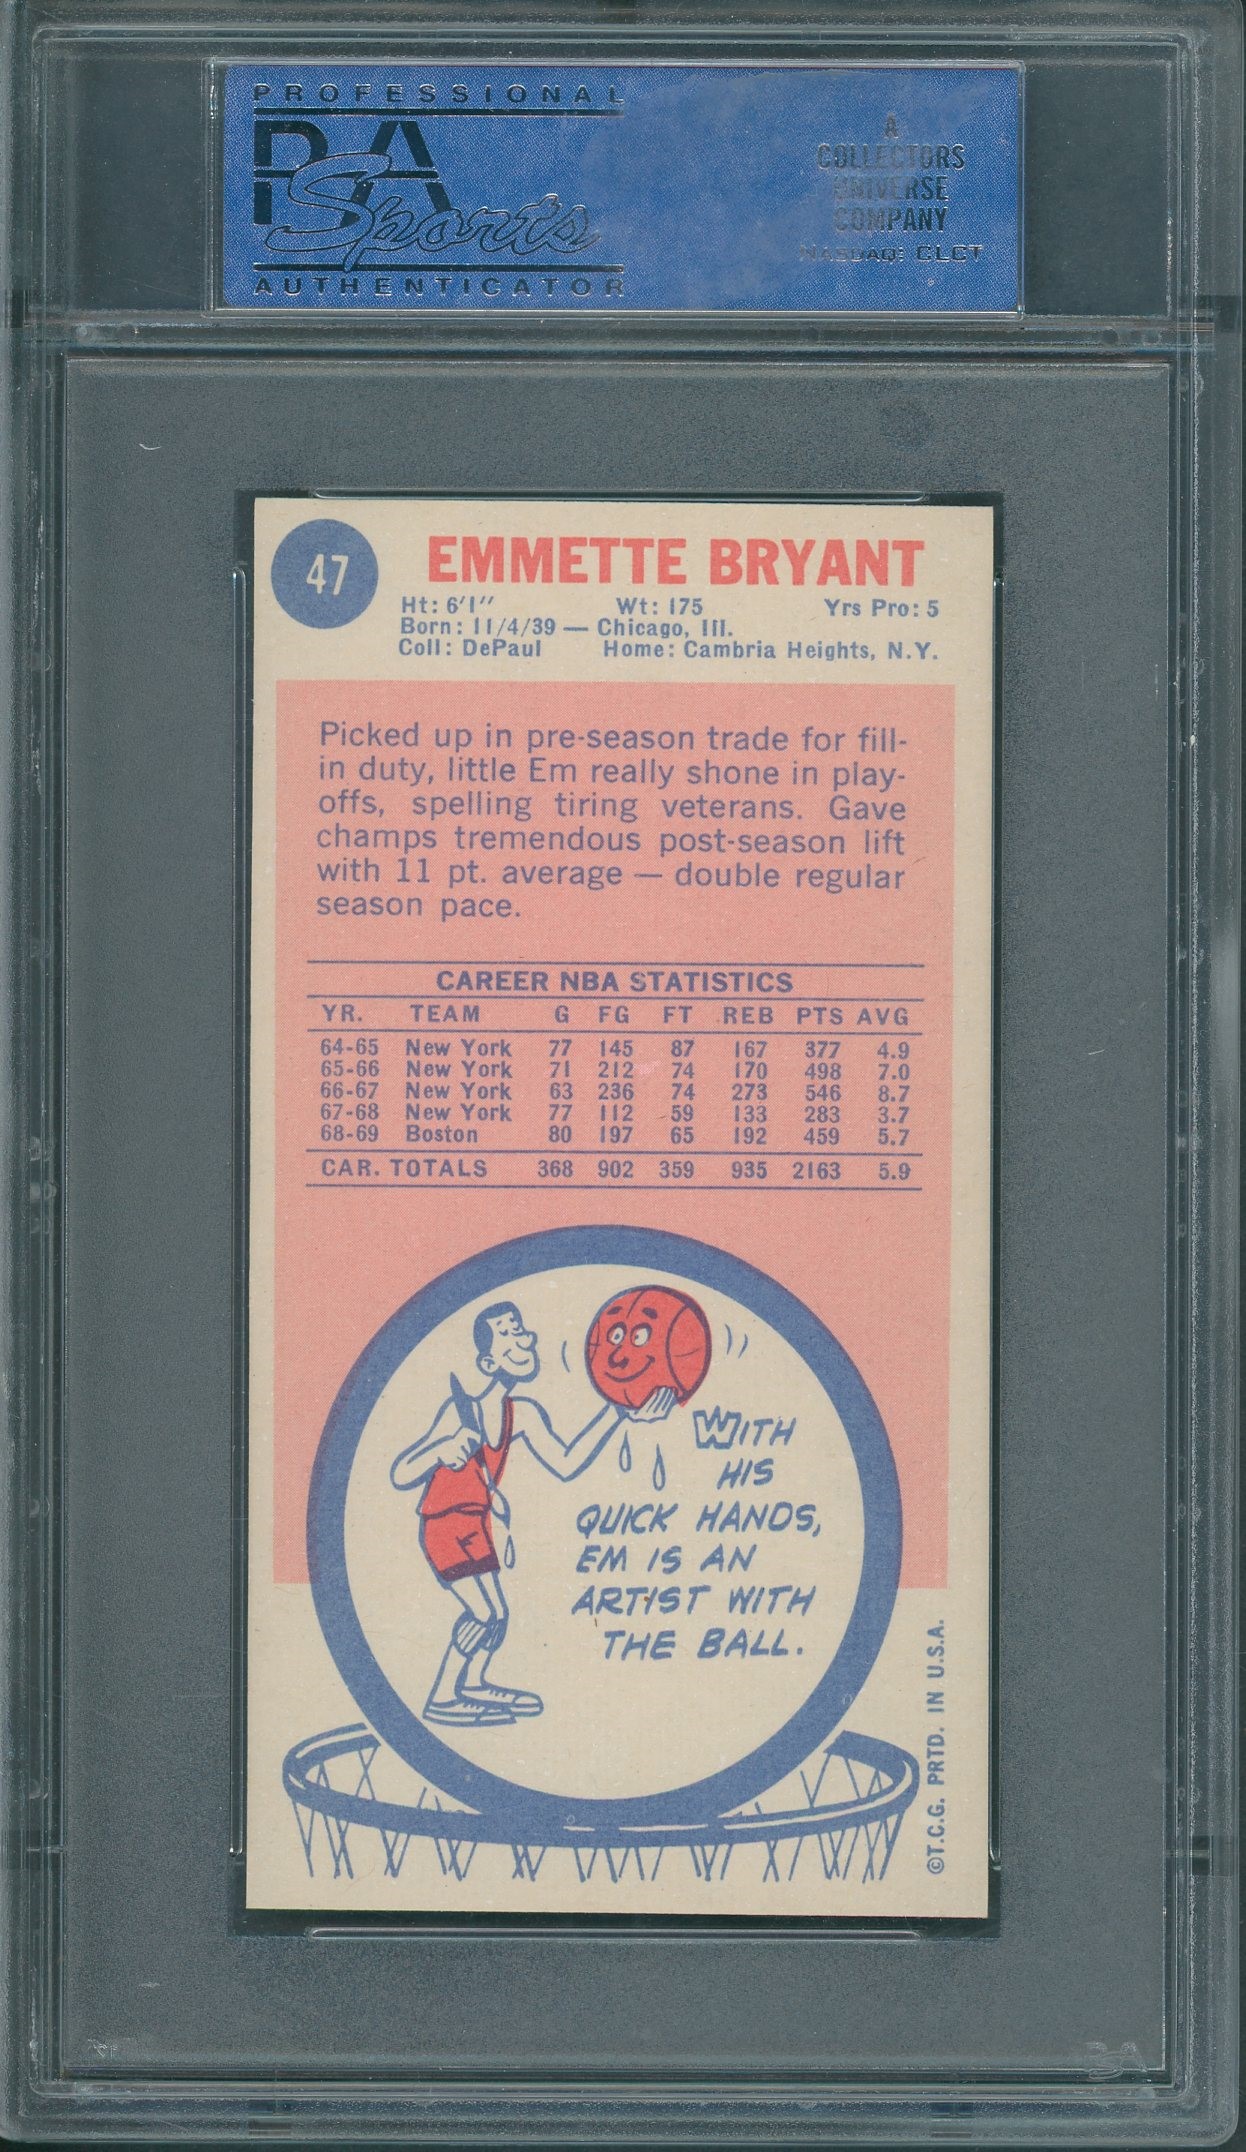 PROFESSIONAL
PSA
Sports
AUTHENTICATOR
A
COLLECTORS
UNIVERSE
COMPANY
NASDAQ: CLCT
47
EMMETTE BRYANT
Ht: 6'1" Wt: 175 Yrs Pro: 5
Born: 11/4/39 — Chicago, Ill.
Coll: DePaul Home: Cambria Heights, N.Y.
Picked up in pre-season trade for fill-
in duty, little Em really shone in play-
offs, spelling tiring veterans. Gave
champs tremendous post-season lift
with 11 pt. average — double regular
season pace.
CAREER NBA STATISTICS
YR. TEAM G FG FT REB PTS AVG
64-65 New York 77 145 87 167 377 4.9
65-66 New York 71 212 74 170 498 7.0
66-67 New York 63 236 74 273 546 8.7
67-68 New York 77 112 59 133 283 3.7
68-69 Boston 80 197 65 192 459 5.7
CAR. TOTALS 368 902 359 935 2163 5.9
WITH
HIS
QUICK HANDS,
EM IS AN
ARTIST WITH
THE BALL.
©T.C.G. PRTD. IN U.S.A.
PSA